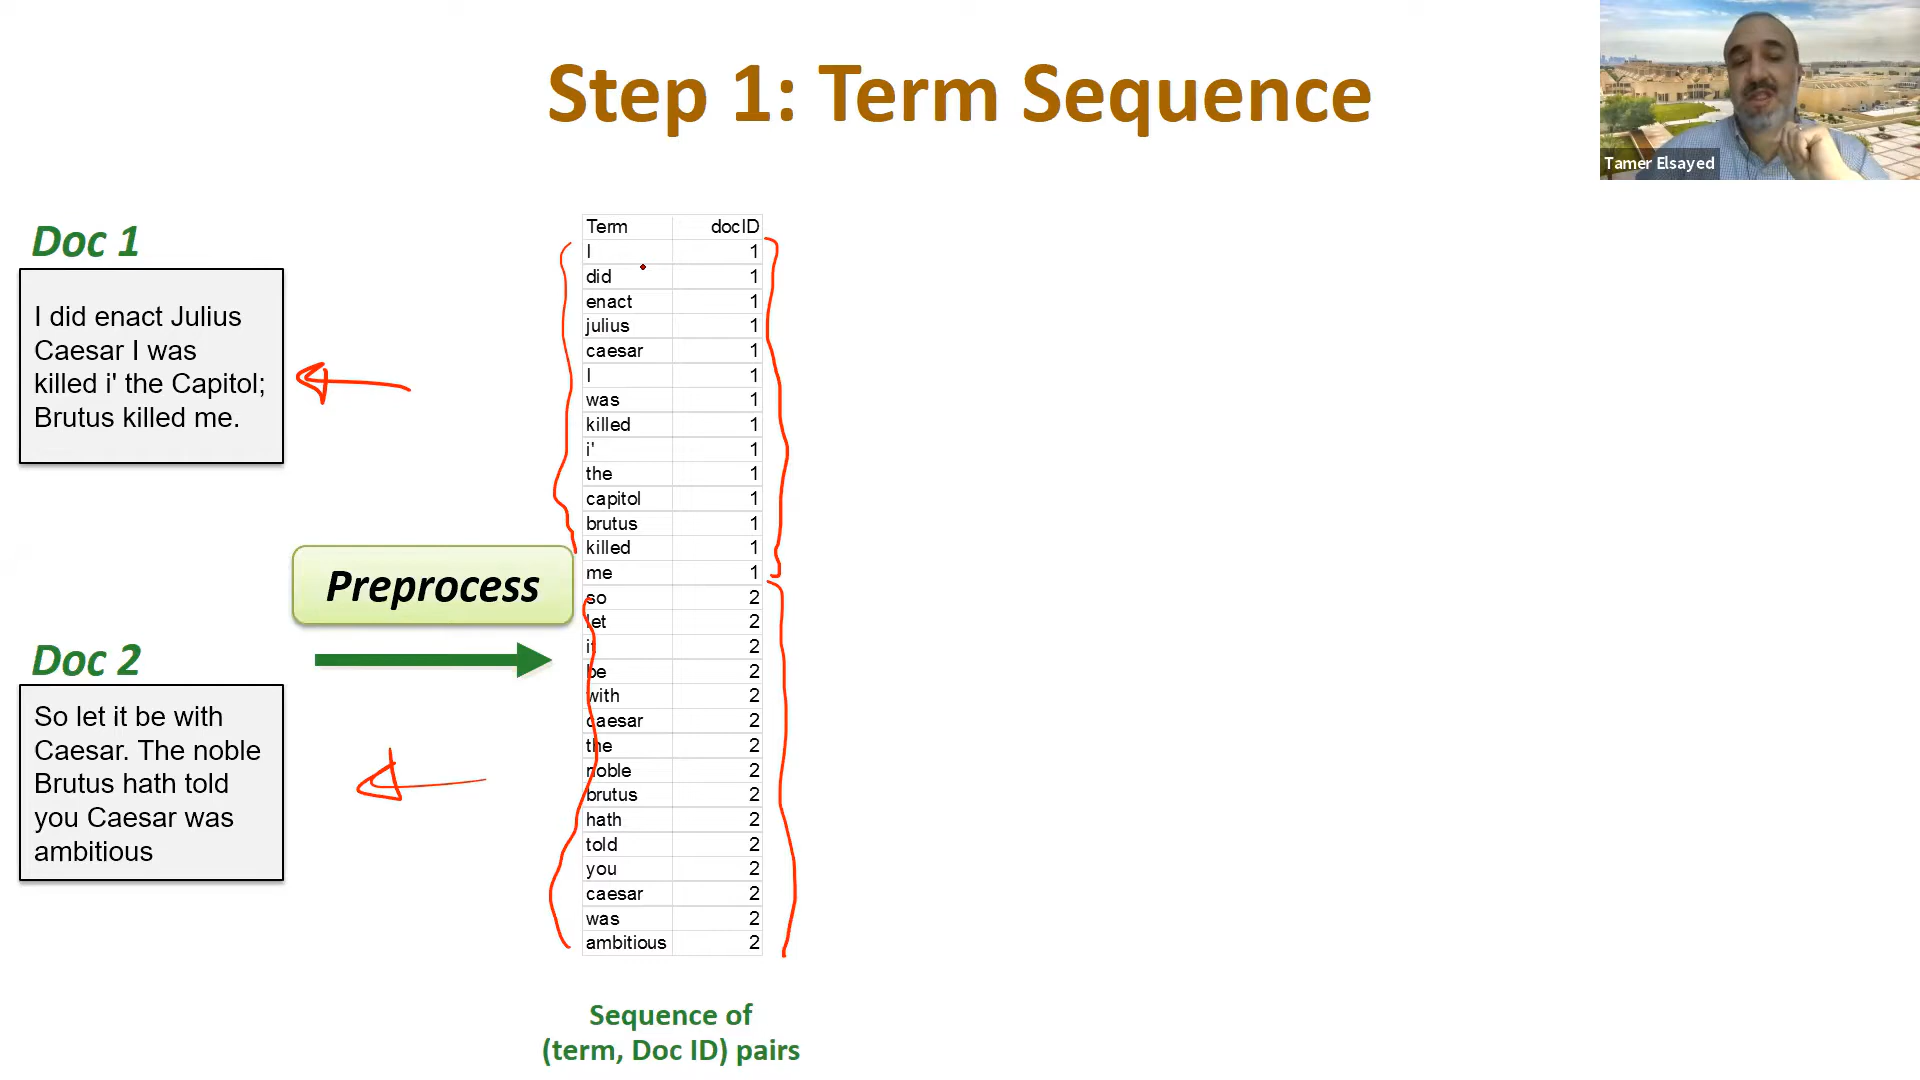 Step 1: Term Sequence
Tamer Elsayed
Doc 1
I did enact Julius
Caesar I was
killed i' the Capitol;
Brutus killed me.
Preprocess
Doc 2
So let it be with
Caesar. The noble
Brutus hath told
you Caesar was
ambitious
Term docID
I 1
did 1
enact 1
julius 1
caesar 1
I 1
was 1
killed 1
i' 1
the 1
capitol 1
brutus 1
killed 1
me 1
so 2
let 2
it 2
be 2
with 2
caesar 2
the 2
noble 2
brutus 2
hath 2
told 2
you 2
caesar 2
was 2
ambitious 2
Sequence of
(term, Doc ID) pairs